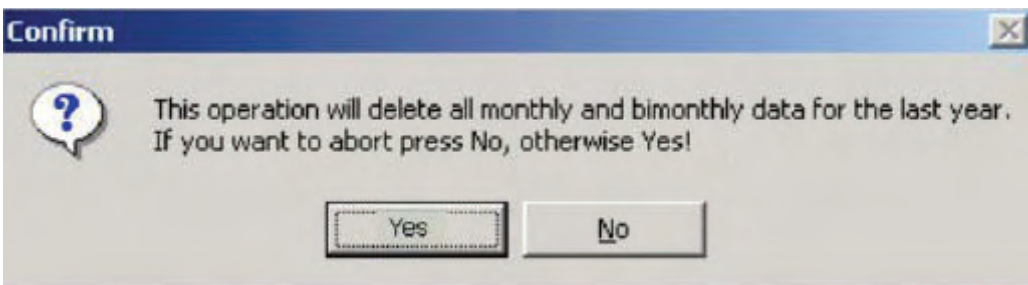 Confirm
This operation will delete all monthly and bimonthly data for the last year.
If you want to abort press No, otherwise Yes!
Yes No